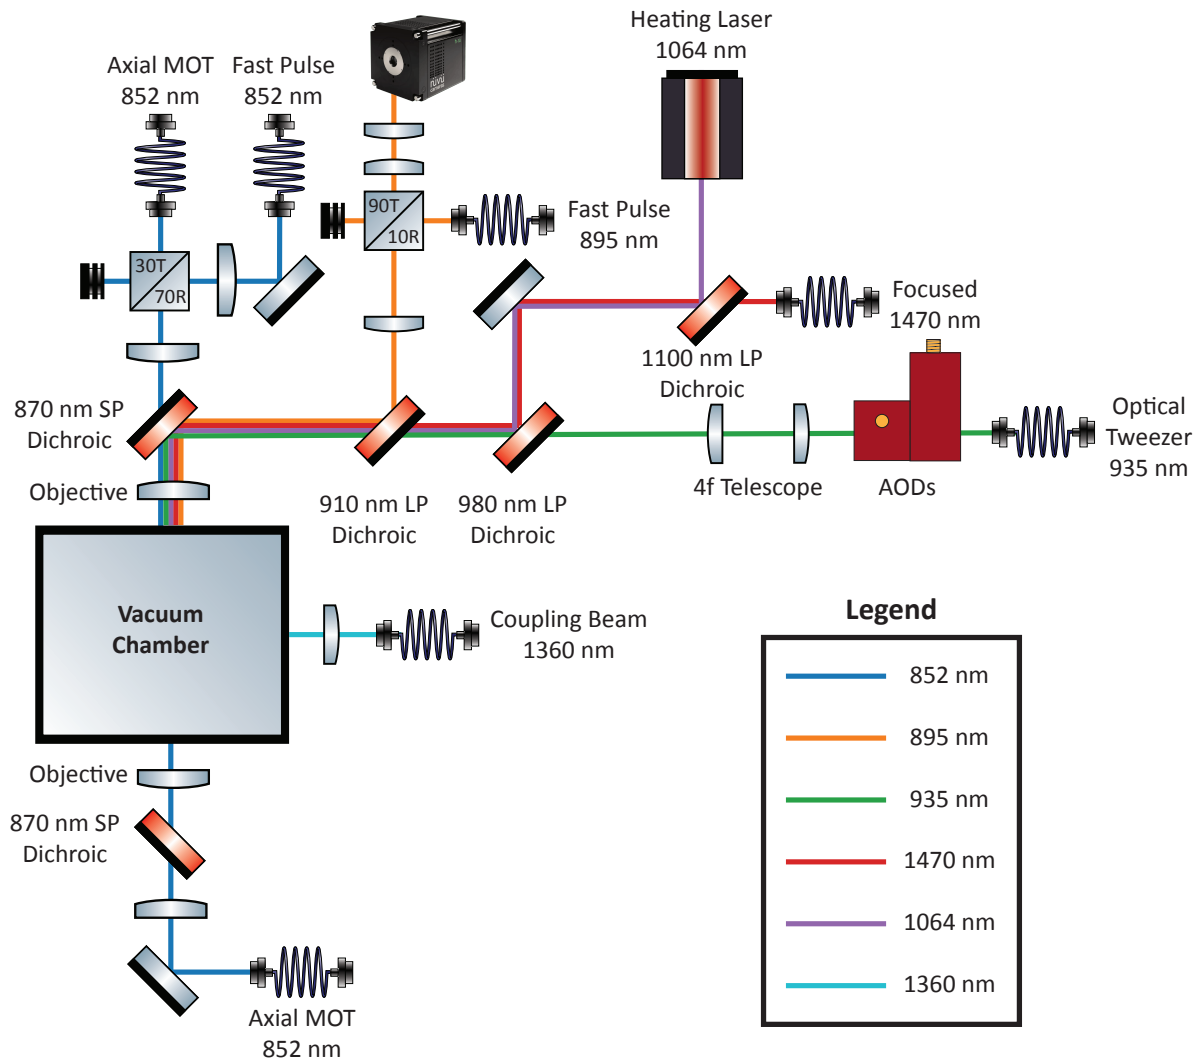 Heating Laser
1064 nm
Axial MOT
852 nm
Fast Pulse
852 nm
nüvü
90T
10R
Fast Pulse
895 nm
30T
70R
Focused
1470 nm
1100 nm LP
Dichroic
870 nm SP
Dichroic
Optical
Tweezer
935 nm
Objective
910 nm LP
Dichroic
980 nm LP
Dichroic
4f Telescope
AODs
Vacuum
Chamber
Coupling Beam
1360 nm
Legend
852 nm
895 nm
935 nm
1470 nm
1064 nm
1360 nm
Objective
870 nm SP
Dichroic
Axial MOT
852 nm